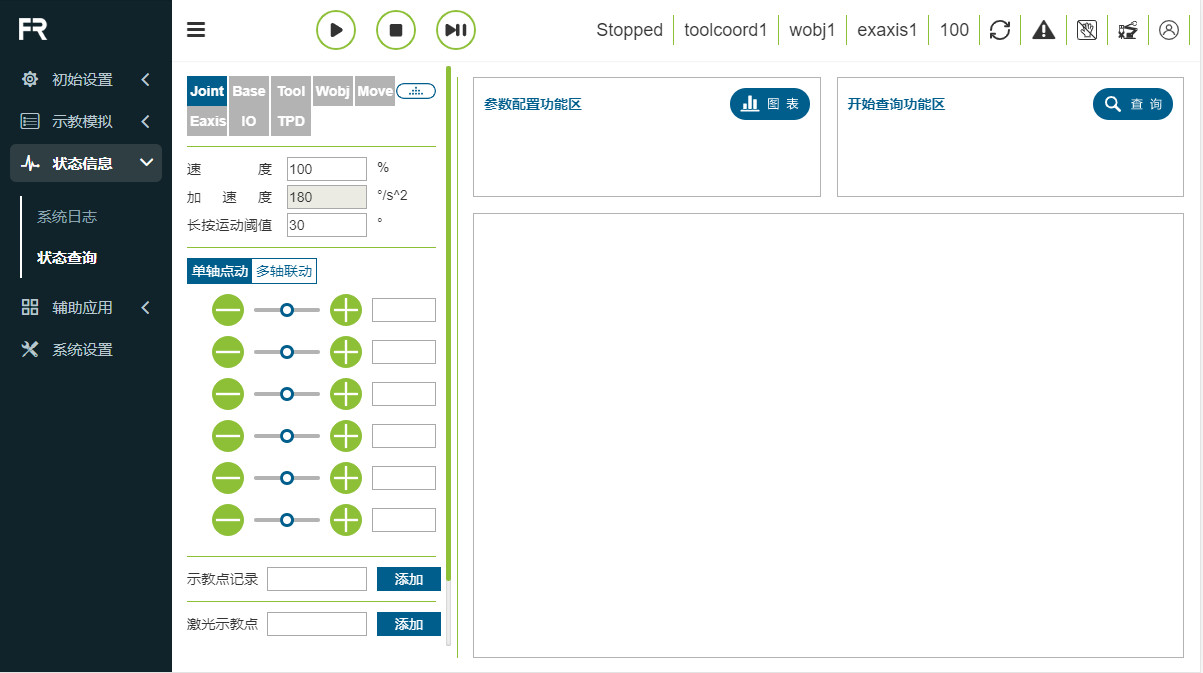 FR
Stopped toolcoord1 wobj1 exaxis1 100
初始设置
示教模拟
状态信息
系统日志
状态查询
辅助应用
系统设置
Joint Base Tool Wobj Move
Eaxis IO TPD
速 度 100 %
加 速 度 180 °/s^2
长按运动阈值 30 °
单轴点动 多轴联动
示教点记录 添加
激光示教点 添加
参数配置功能区 图 表
开始查询功能区 查 询